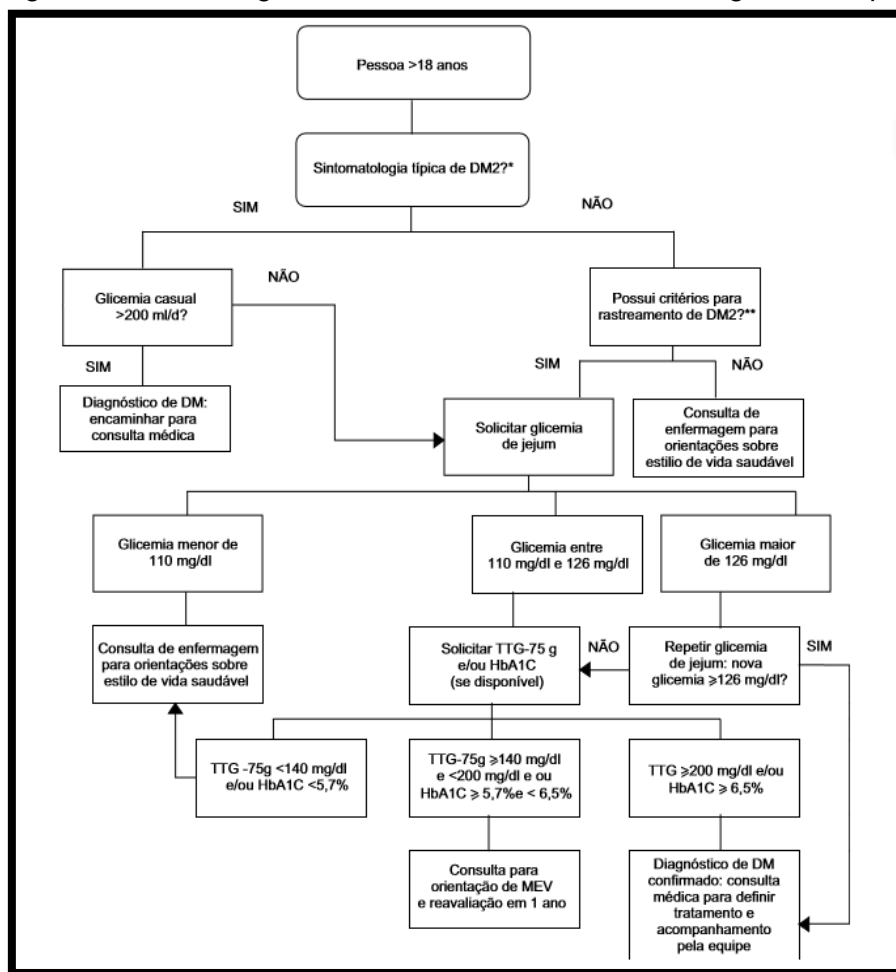 Pessoa >18 anos
Sintomatologia típica de DM2?*
SIM
NÃO
Glicemia casual
>200 ml/d?
NÃO
Possui critérios para
rastreamento de DM2?**
SIM
SIM
NÃO
Diagnóstico de DM:
encaminhar para
consulta médica
Solicitar glicemia
de jejum
Consulta de
enfermagem para
orientações sobre
estilo de vida saudável
Glicemia menor de
110 mg/dl
Glicemia entre
110 mg/dl e 126 mg/dl
Glicemia maior
de 126 mg/dl
Consulta de enfermagem
para orientações sobre
estilo de vida saudável
Solicitar TTG-75 g
e/ou HbA1C
(se disponível)
NÃO
Repetir glicemia
de jejum: nova
glicemia ⩾126 mg/dl?
SIM
TTG -75g <140 mg/dl
e/ou HbA1C <5,7%
TTG-75g ⩾140 mg/dl
e <200 mg/dl e ou
HbA1C ⩾ 5,7%e < 6,5%
TTG ⩾200 mg/dl e/ou
HbA1C ⩾ 6,5%
Consulta para
orientação de MEV
e reavaliação em 1 ano
Diagnóstico de DM
confirmado: consulta
médica para definir
tratamento e
acompanhamento
pela equipe